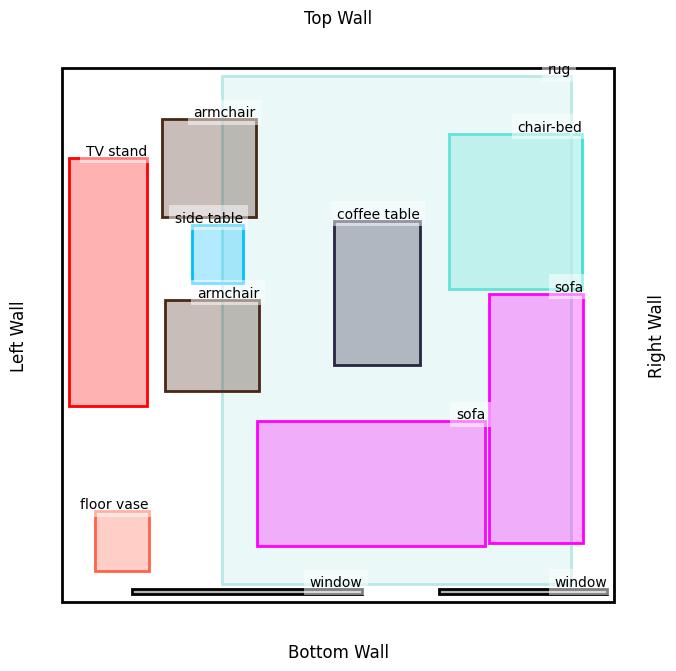 Top Wall
rug
armchair
chair-bed
TV stand
side table
coffee table
armchair
sofa
Left Wall
Right Wall
sofa
floor vase
window
window
Bottom Wall